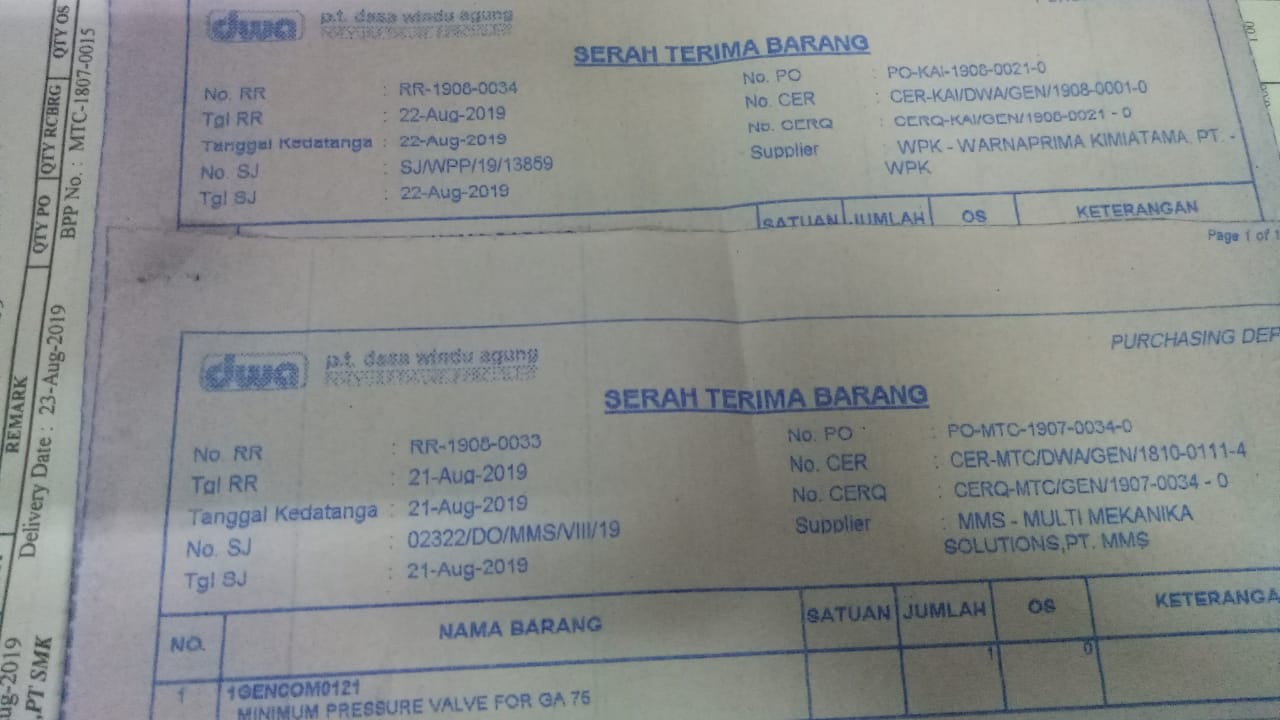 dwa p.t. dasa windu agung
SERAH TERIMA BARANG
No. RR : RR-1908-0034
Tgl RR : 22-Aug-2019
Tanggal Kedatanga : 22-Aug-2019
No. SJ : SJ/WPP/19/13859
Tgl SJ : 22-Aug-2019
No. PO : PO-KAI-1908-0021-0
No. CER : CER-KAI/DWA/GEN/1908-0001-0
No. CERQ : CERQ-KAI/GEN/1908-0021 - 0
Supplier : WPK - WARNAPRIMA KIMIATAMA, PT. -
WPK
SATUAN JUMLAH OS KETERANGAN
Page 1 of 1
PURCHASING DEP
dwa p.t. dasa windu agung
SERAH TERIMA BARANG
No. RR : RR-1908-0033
Tgl RR : 21-Aug-2019
Tanggal Kedatanga : 21-Aug-2019
No. SJ : 02322/DO/MMS/VIII/19
Tgl SJ : 21-Aug-2019
No. PO : PO-MTC-1907-0034-0
No. CER : CER-MTC/DWA/GEN/1810-0111-4
No. CERQ : CERQ-MTC/GEN/1907-0034 - 0
Supplier : MMS - MULTI MEKANIKA
SOLUTIONS,PT. MMS
NO. NAMA BARANG SATUAN JUMLAH OS KETERANGA
1 1GENCOM0121 1 0
MINIMUM PRESSURE VALVE FOR GA 75
REMARK QTY PO QTY RCBRG QTY OS
Delivery Date : 23-Aug-2019 BPP No. : MTC-1807-0015
ug-2019
,PT SMK